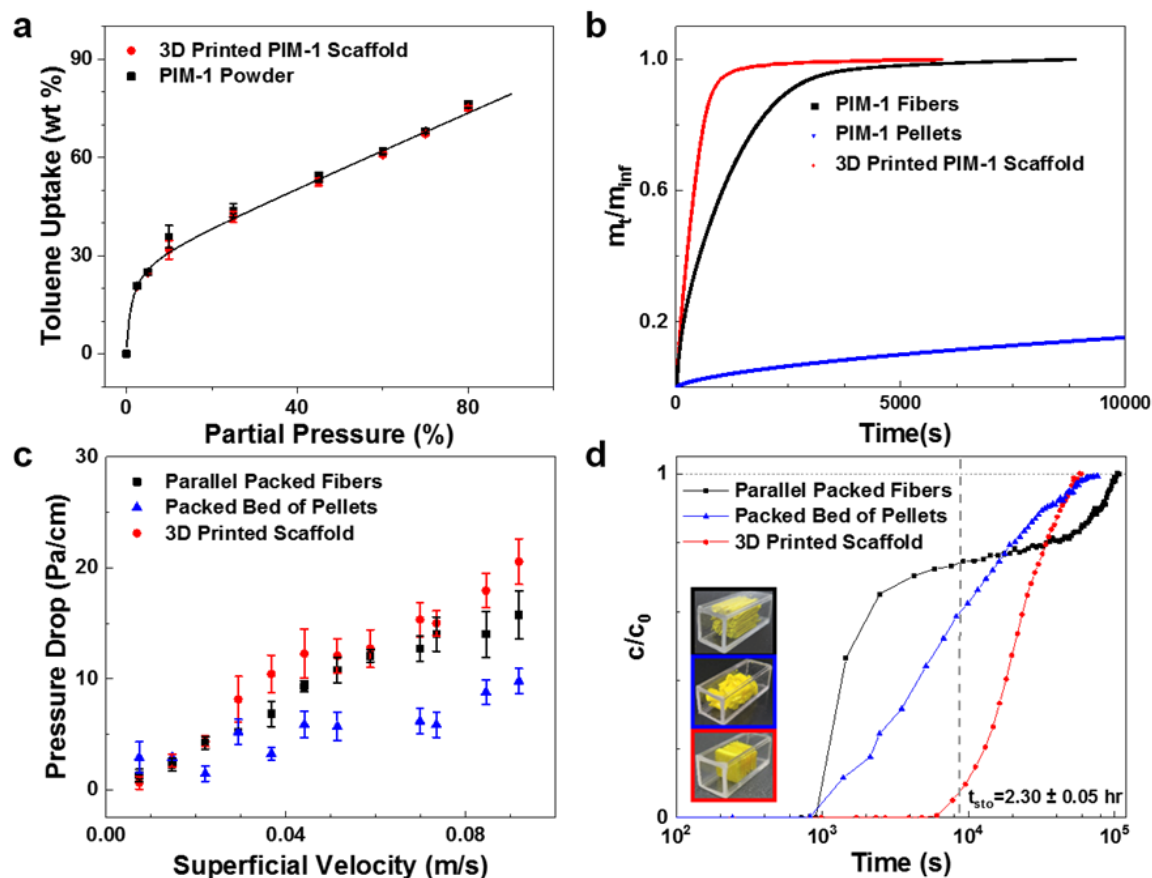 a
3D Printed PIM-1 Scaffold
PIM-1 Powder
90
60
30
0
Toluene Uptake (wt %)
0
40
80
Partial Pressure (%)
b
1.0
0.6
0.2
m_t/m_inf
PIM-1 Fibers
PIM-1 Pellets
3D Printed PIM-1 Scaffold
0
5000
10000
Time(s)
c
30
20
10
0
Pressure Drop (Pa/cm)
Parallel Packed Fibers
Packed Bed of Pellets
3D Printed Scaffold
0.00
0.04
0.08
Superficial Velocity (m/s)
d
1
0
c/c_0
Parallel Packed Fibers
Packed Bed of Pellets
3D Printed Scaffold
t_sto=2.30 ± 0.05 hr
10^2
10^3
10^4
10^5
Time (s)